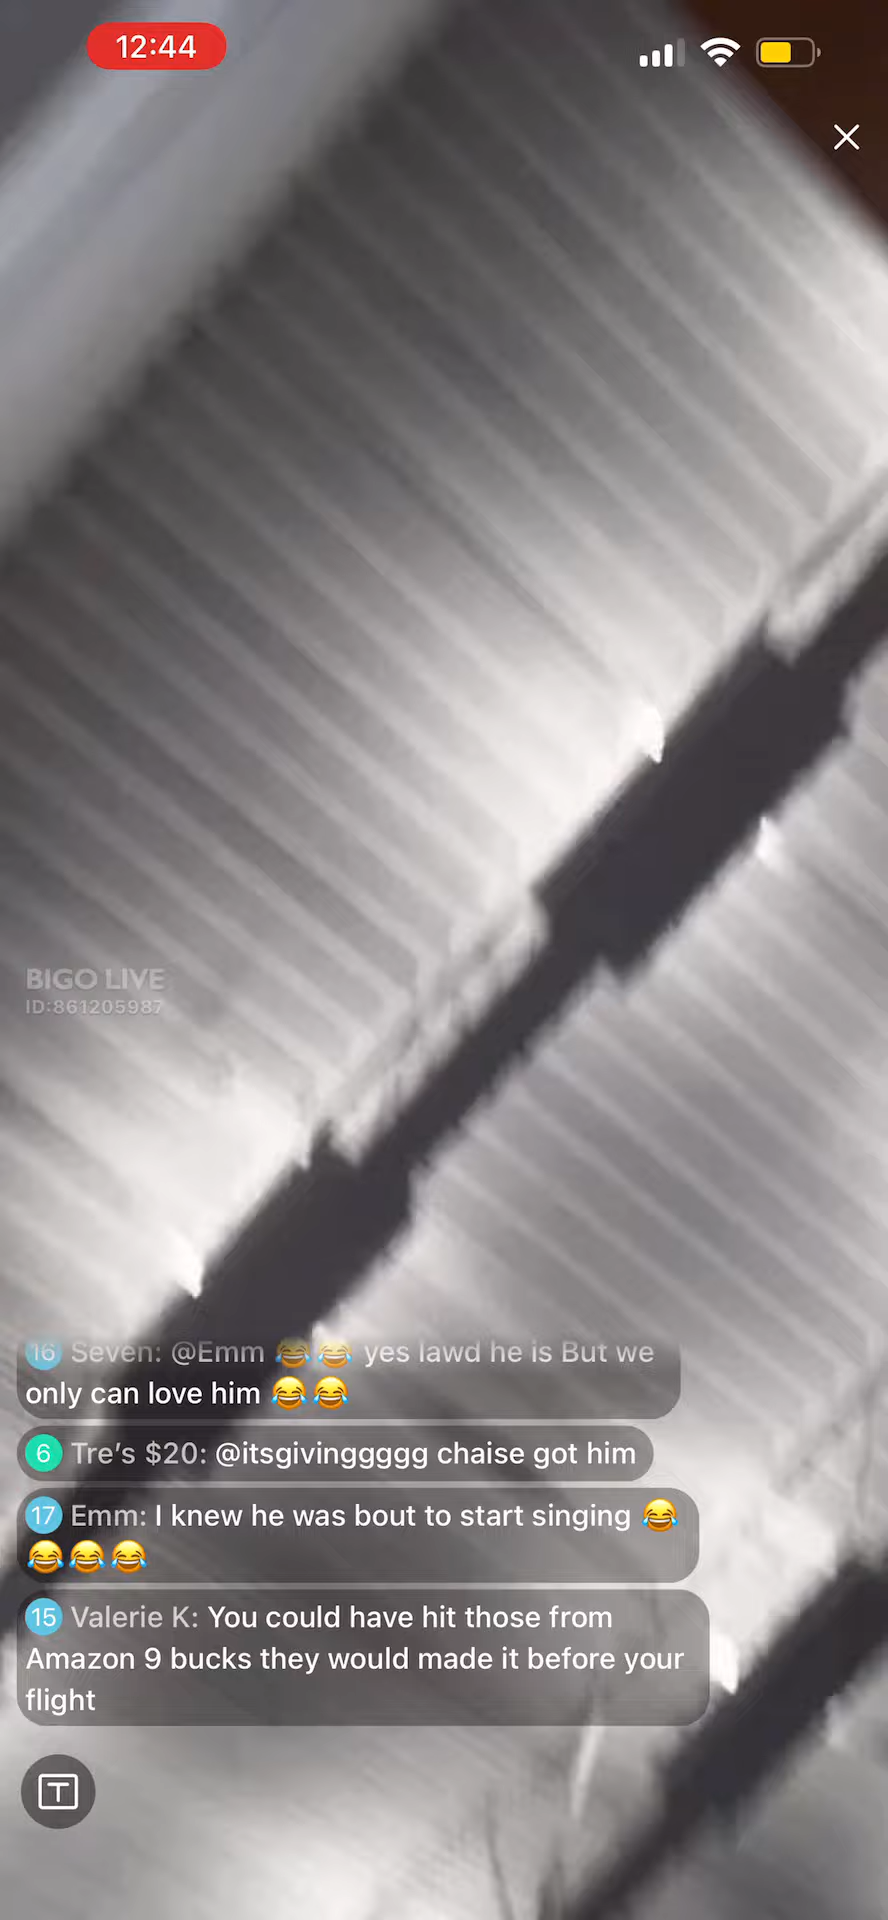 12:44
BIGO LIVE
ID:861205987
16 Seven: @Emm 😂😂 yes lawd he is But we
only can love him 😂😂
6 Tre’s $20: @itsgivinggggg chaise got him
17 Emm: I knew he was bout to start singing 😂
😂😂😂
15 Valerie K: You could have hit those from
Amazon 9 bucks they would made it before your
flight
T